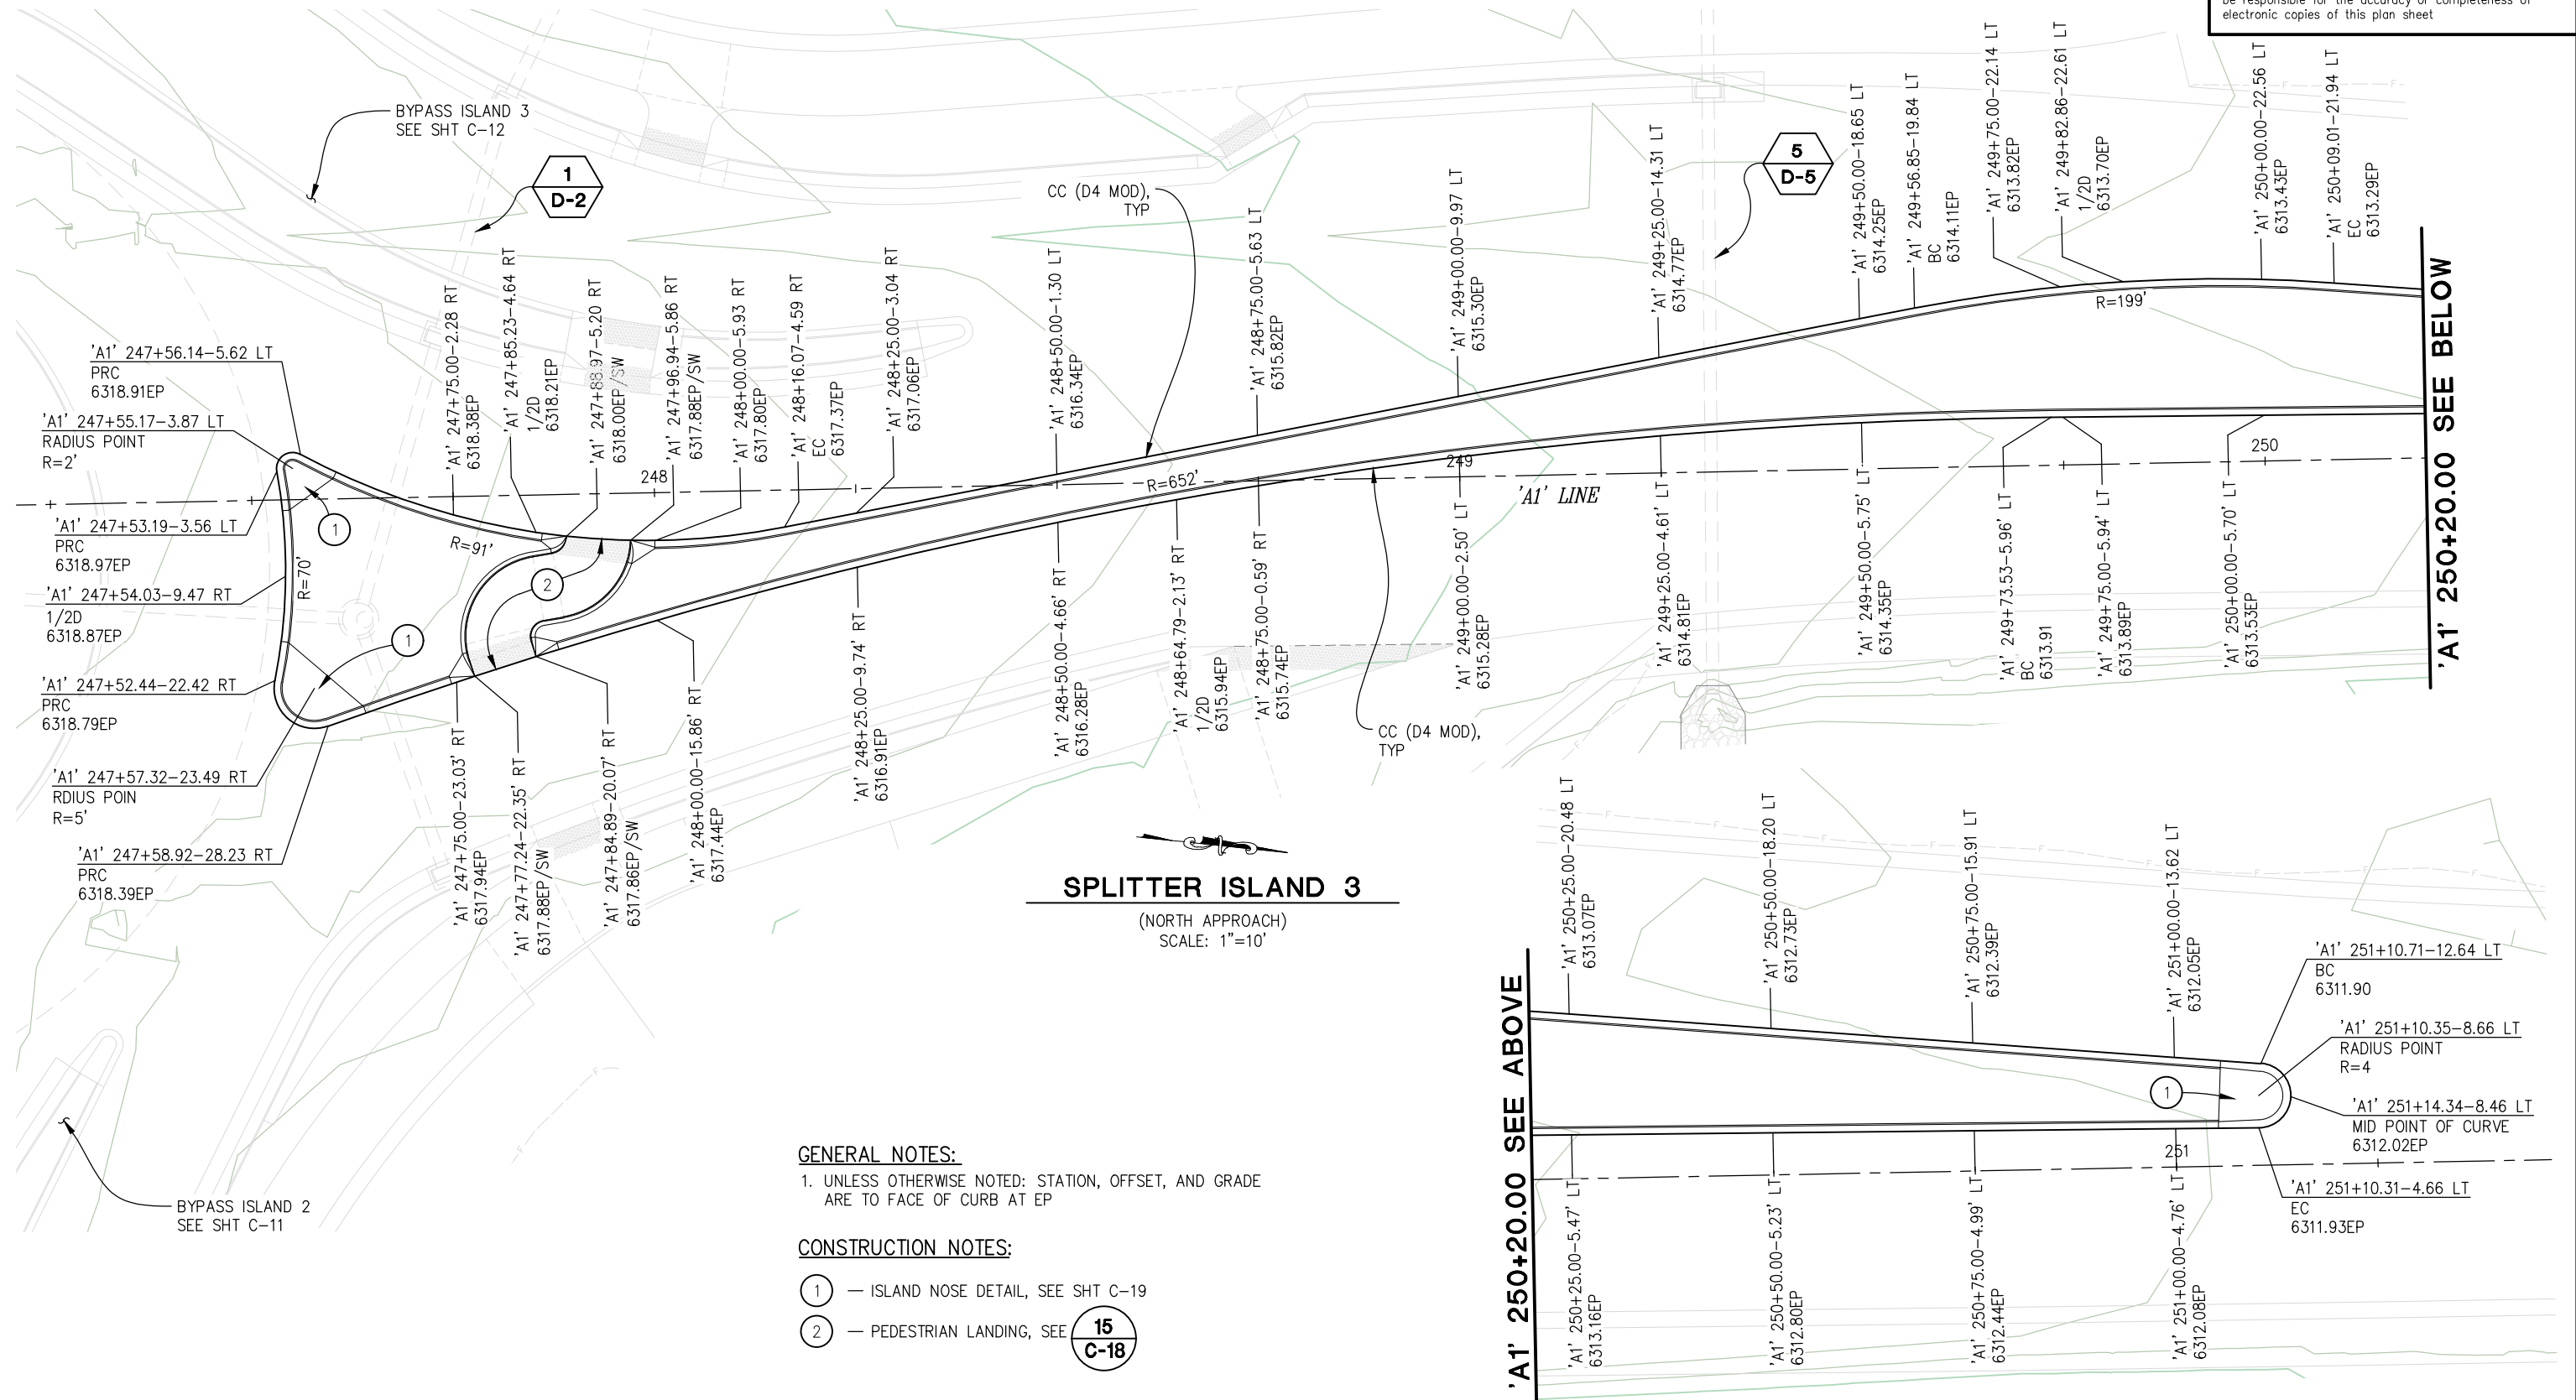 be responsible for the accuracy or completeness of
electronic copies of this plan sheet
BYPASS ISLAND 3
SEE SHT C-12
1
D-2
CC (D4 MOD),
TYP
5
D-5
'A1' 247+56.14-5.62 LT
PRC
6318.91EP
'A1' 247+55.17-3.87 LT
RADIUS POINT
R=2'
'A1' 247+53.19-3.56 LT
PRC
6318.97EP
'A1' 247+54.03-9.47 RT
1/2D
6318.87EP
'A1' 247+52.44-22.42 RT
PRC
6318.79EP
'A1' 247+57.32-23.49 RT
RDIUS POIN
R=5'
'A1' 247+58.92-28.23 RT
PRC
6318.39EP
'A1' 247+75.00-2.28 RT
6318.38EP
'A1' 247+85.23-4.64 RT
1/2D
6318.21EP
'A1' 247+88.97-5.20 RT
6318.00EP/SW
'A1' 247+96.94-5.86 RT
6317.88EP/SW
'A1' 248+00.00-5.93 RT
6317.80EP
'A1' 248+16.07-4.59 RT
EC
6317.37EP
'A1' 248+25.00-3.04 RT
6317.06EP
'A1' 248+50.00-1.30 LT
6316.34EP
'A1' 248+75.00-5.63 LT
6315.82EP
'A1' 249+00.00-9.97 LT
6315.30EP
'A1' 249+25.00-14.31 LT
6314.77EP
'A1' 249+50.00-18.65 LT
6314.25EP
'A1' 249+56.85-19.84 LT
BC
6314.11EP
'A1' 249+75.00-22.14 LT
6313.82EP
'A1' 249+82.86-22.61 LT
1/2D
6313.70EP
'A1' 250+00.00-22.56 LT
6313.43EP
'A1' 250+09.01-21.94 LT
EC
6313.29EP
R=199'
R=652'
R=91'
R=70'
1
1
2
248
249
250
'A1' LINE
'A1' 250+20.00 SEE BELOW
'A1' 247+75.00-23.03' RT
6317.94EP
'A1' 247+77.24-22.35' RT
6317.88EP/SW
'A1' 247+84.89-20.07' RT
6317.86EP/SW
'A1' 248+00.00-15.86' RT
6317.44EP
'A1' 248+25.00-9.74' RT
6316.91EP
'A1' 248+50.00-4.66' RT
6316.28EP
'A1' 248+64.79-2.13' RT
1/2D
6315.94EP
'A1' 248+75.00-0.59' RT
6315.74EP
'A1' 249+00.00-2.50' LT
6315.28EP
'A1' 249+25.00-4.61' LT
6314.81EP
'A1' 249+50.00-5.75' LT
6314.35EP
'A1' 249+73.53-5.96' LT
BC
6313.91
'A1' 249+75.00-5.94' LT
6313.89EP
'A1' 250+00.00-5.70' LT
6313.53EP
CC (D4 MOD),
TYP
SPLITTER ISLAND 3
(NORTH APPROACH)
SCALE: 1"=10'
'A1' 250+20.00 SEE ABOVE
'A1' 250+25.00-20.48 LT
6313.07EP
'A1' 250+50.00-18.20 LT
6312.73EP
'A1' 250+75.00-15.91 LT
6312.39EP
'A1' 251+00.00-13.62 LT
6312.05EP
'A1' 251+10.71-12.64 LT
BC
6311.90
'A1' 251+10.35-8.66 LT
RADIUS POINT
R=4
1
'A1' 251+14.34-8.46 LT
MID POINT OF CURVE
6312.02EP
251
'A1' 251+10.31-4.66 LT
EC
6311.93EP
'A1' 250+25.00-5.47' LT
6313.16EP
'A1' 250+50.00-5.23' LT
6312.80EP
'A1' 250+75.00-4.99' LT
6312.44EP
'A1' 251+00.00-4.76' LT
6312.08EP
BYPASS ISLAND 2
SEE SHT C-11
GENERAL NOTES:
1. UNLESS OTHERWISE NOTED: STATION, OFFSET, AND GRADE
ARE TO FACE OF CURB AT EP
CONSTRUCTION NOTES:
1 — ISLAND NOSE DETAIL, SEE SHT C-19
2 — PEDESTRIAN LANDING, SEE 15
C-18